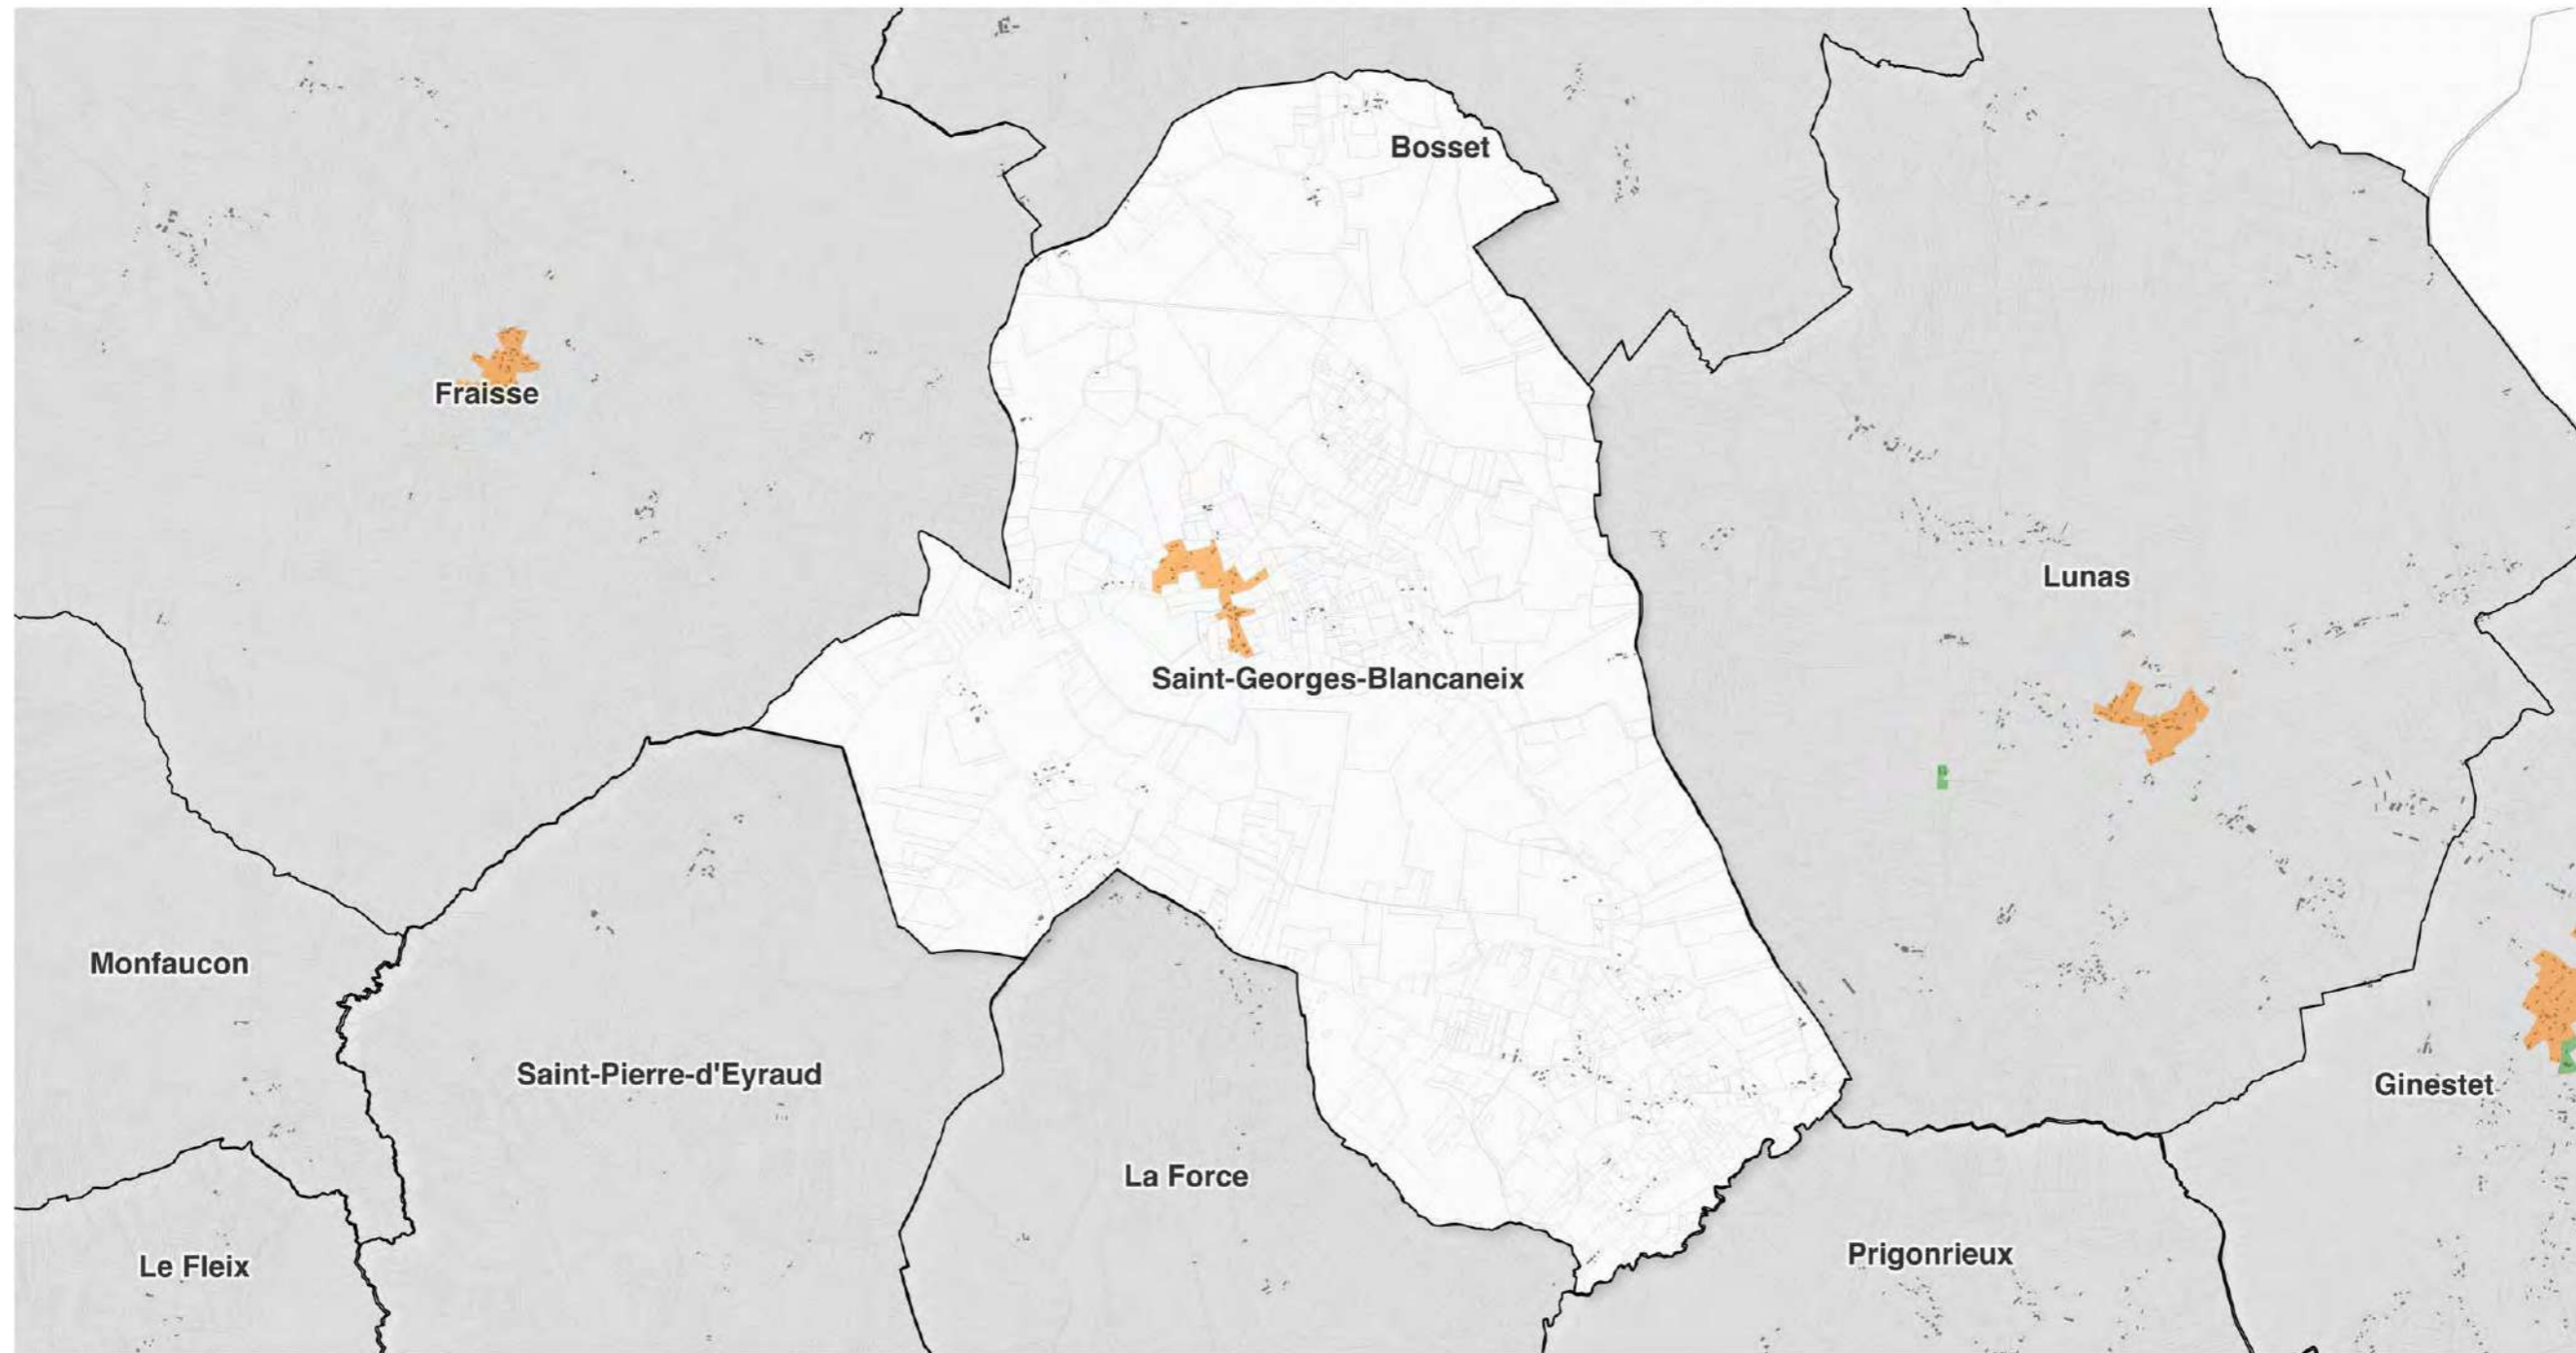 Bosset
Fraisse
Lunas
Saint-Georges-Blancaneix
Monfaucon
Saint-Pierre-d'Eyraud
Ginestet
La Force
Prigonrieux
Le Fleix